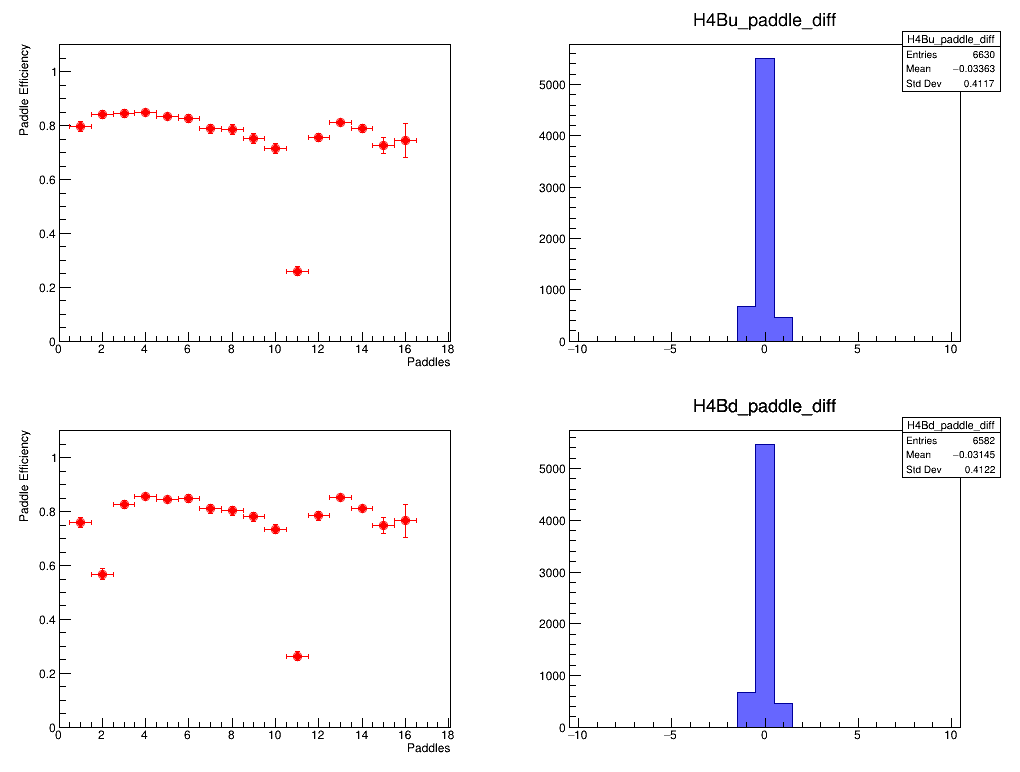 Paddle Efficiency
1
0.8
0.6
0.4
0.2
0
0 2 4 6 8 10 12 14 16 18
Paddles
H4Bu_paddle_diff
H4Bu_paddle_diff
Entries 6630
Mean −0.03363
Std Dev 0.4117
5000
4000
3000
2000
1000
0
−10 −5 0 5 10
Paddle Efficiency
1
0.8
0.6
0.4
0.2
0
0 2 4 6 8 10 12 14 16 18
Paddles
H4Bd_paddle_diff
H4Bd_paddle_diff
Entries 6582
Mean −0.03145
Std Dev 0.4122
5000
4000
3000
2000
1000
0
−10 −5 0 5 10